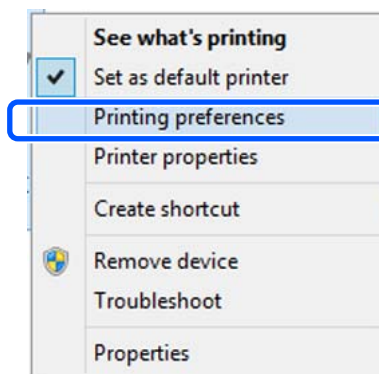 See what's printing
Set as default printer
Printing preferences
Printer properties
Create shortcut
Remove device
Troubleshoot
Properties